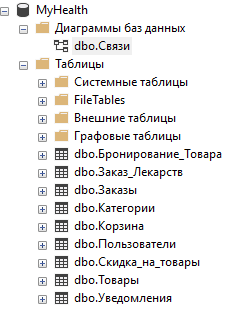 MyHealth
Диаграммы баз данных
dbo.Связи
Таблицы
Системные таблицы
FileTables
Внешние таблицы
Графовые таблицы
dbo.Бронирование_Товара
dbo.Заказ_Лекарств
dbo.Заказы
dbo.Категории
dbo.Корзина
dbo.Пользователи
dbo.Скидка_на_товары
dbo.Товары
dbo.Уведомления